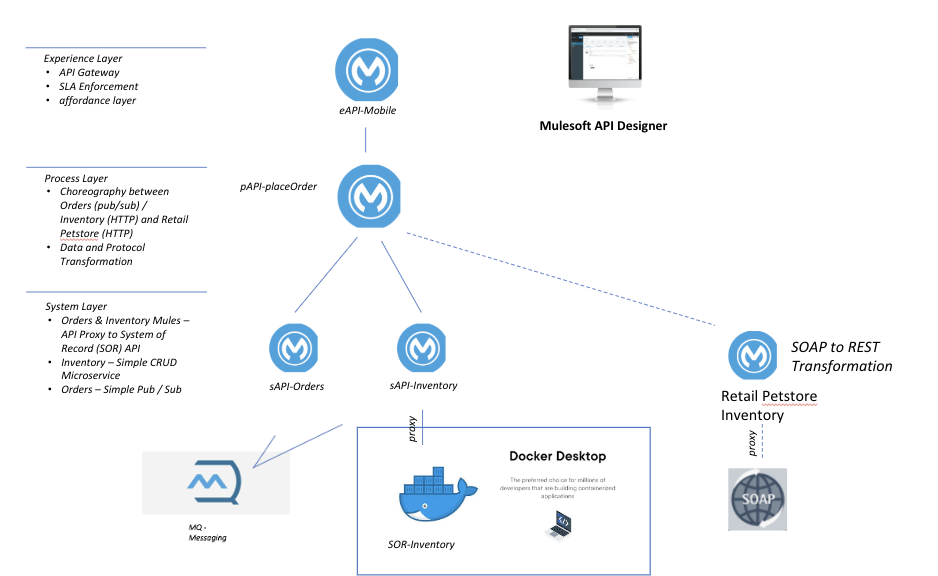 Experience Layer
• API Gateway
• SLA Enforcement
• affordance layer
eAPI-Mobile
Mulesoft API Designer
Process Layer
• Choreography between
Orders (pub/sub) /
Inventory (HTTP) and Retail
Petstore (HTTP)
• Data and Protocol
Transformation
pAPI-placeOrder
System Layer
• Orders & Inventory Mules –
API Proxy to System of
Record (SOR) API
• Inventory – Simple CRUD
Microservice
• Orders – Simple Pub / Sub
sAPI-Orders
sAPI-Inventory
SOAP to REST
Transformation
Retail Petstore
Inventory
proxy
proxy
SOAP
MQ -
Messaging
Docker Desktop
The preferred choice for millions of
developers that are building containerized
applications
SOR-Inventory